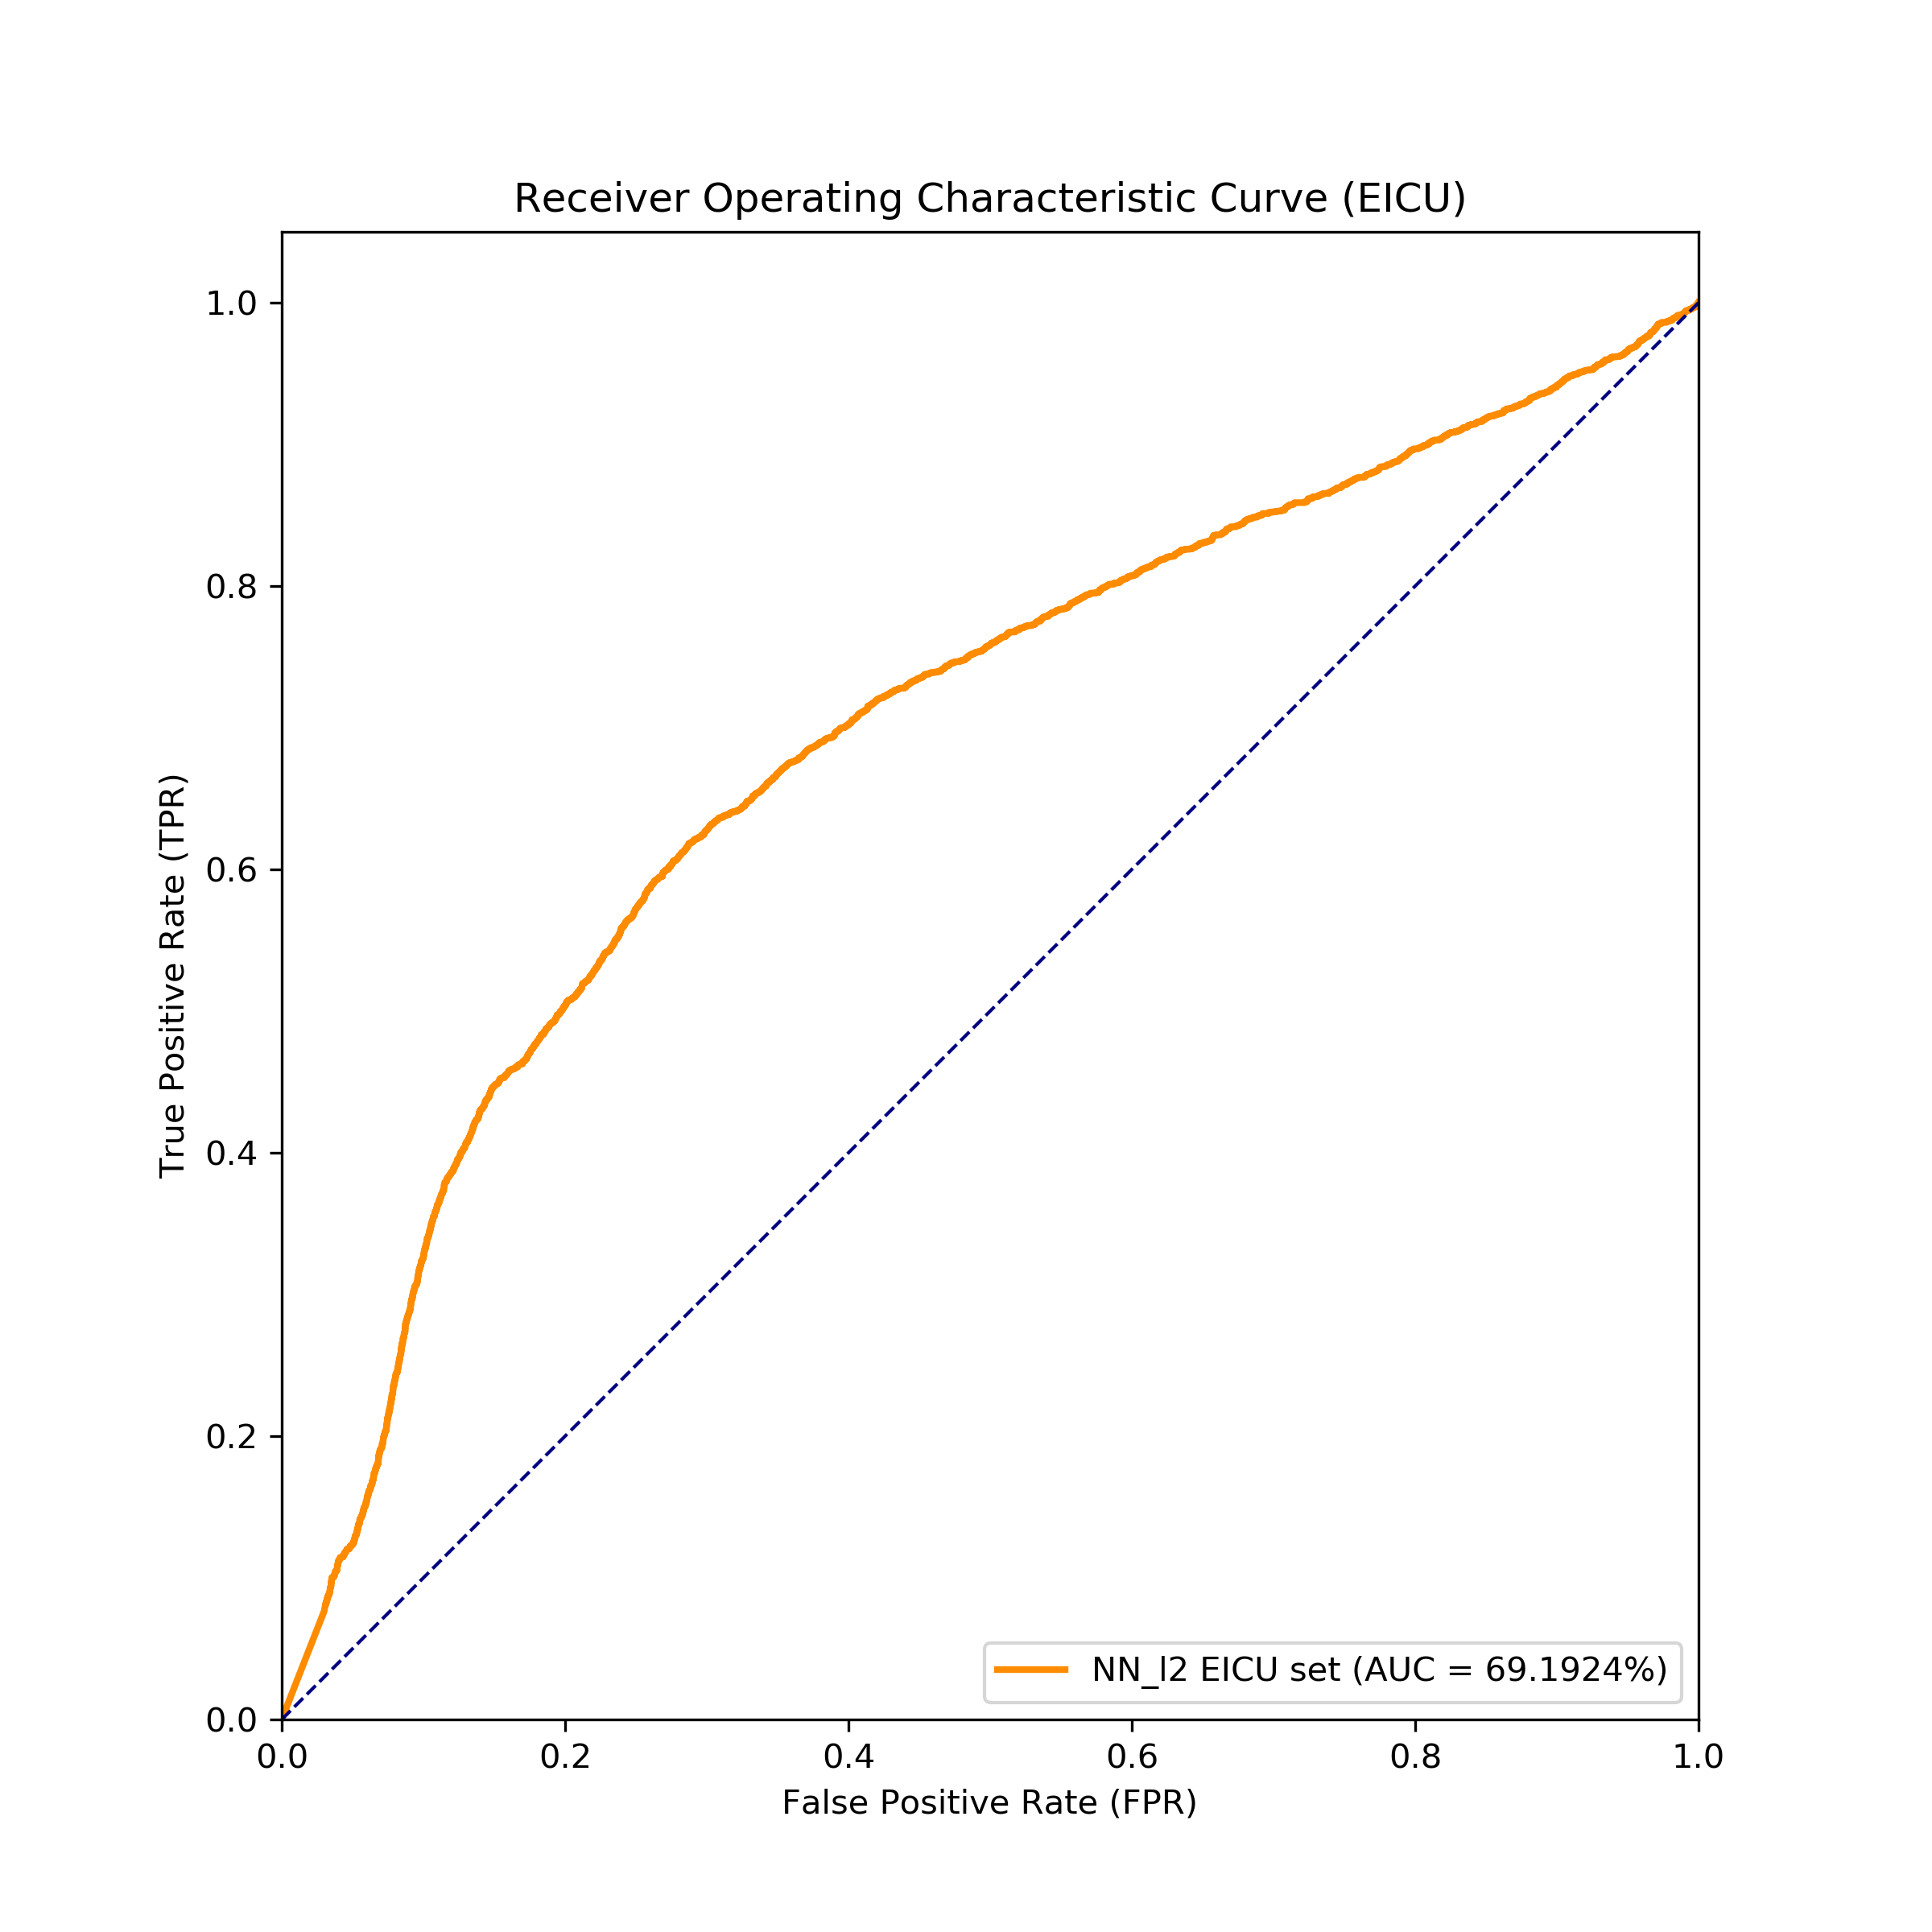 Receiver Operating Characteristic Curve (EICU)
True Positive Rate (TPR)
1.0
0.8
0.6
0.4
0.2
0.0
0.0 0.2 0.4 0.6 0.8 1.0
False Positive Rate (FPR)
NN_l2 EICU set (AUC = 69.1924%)